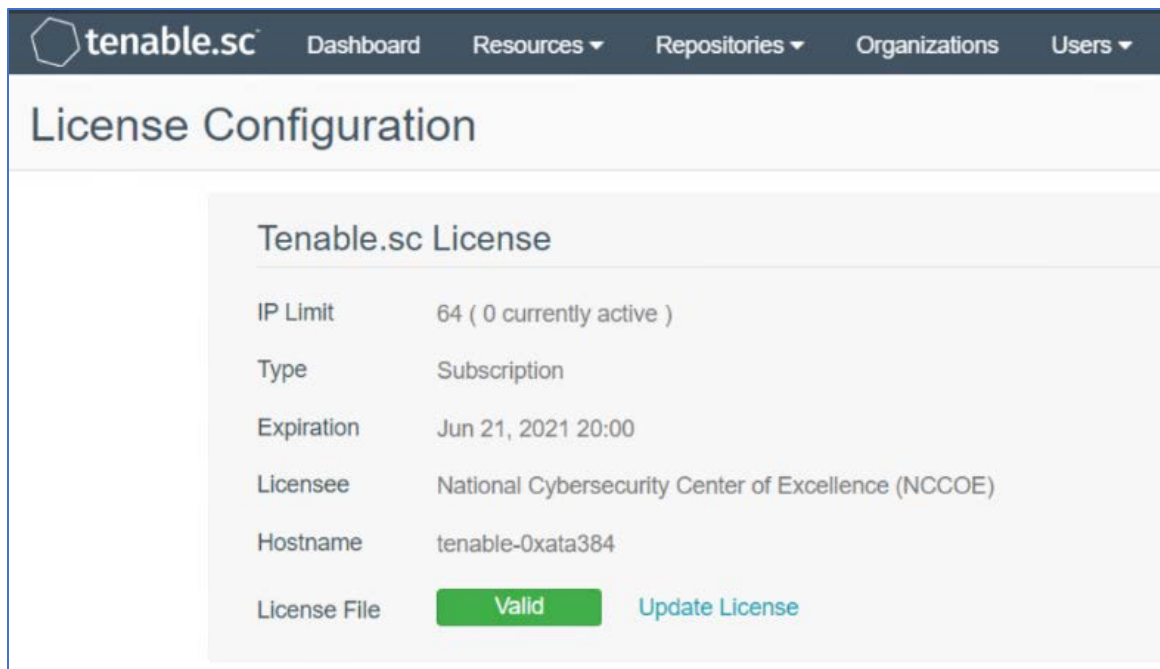 tenable.sc Dashboard Resources Repositories Organizations Users
License Configuration
Tenable.sc License
IP Limit 64 ( 0 currently active )
Type Subscription
Expiration Jun 21, 2021 20:00
Licensee National Cybersecurity Center of Excellence (NCCOE)
Hostname tenable-0xata384
License File Valid Update License